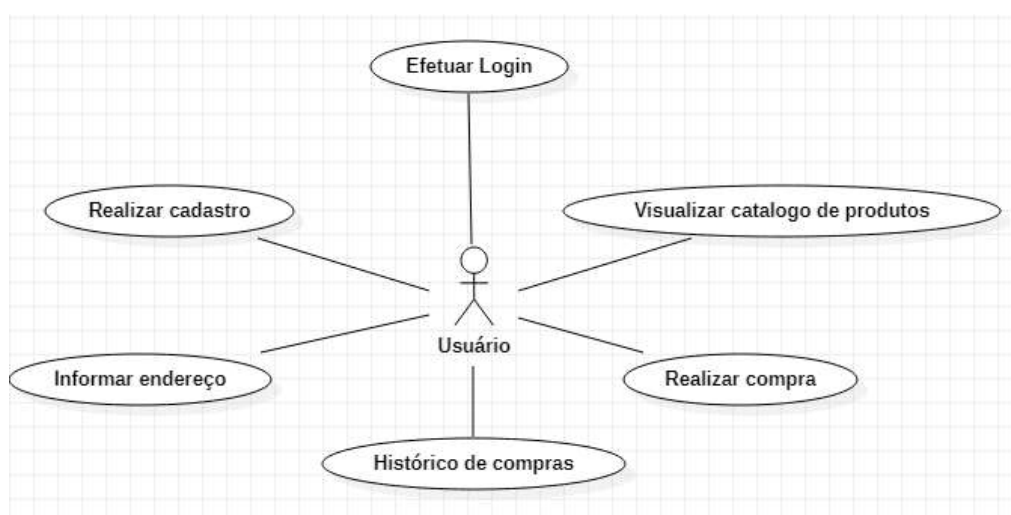 Efetuar Login
Realizar cadastro
Visualizar catalogo de produtos
Usuário
Informar endereço
Realizar compra
Histórico de compras